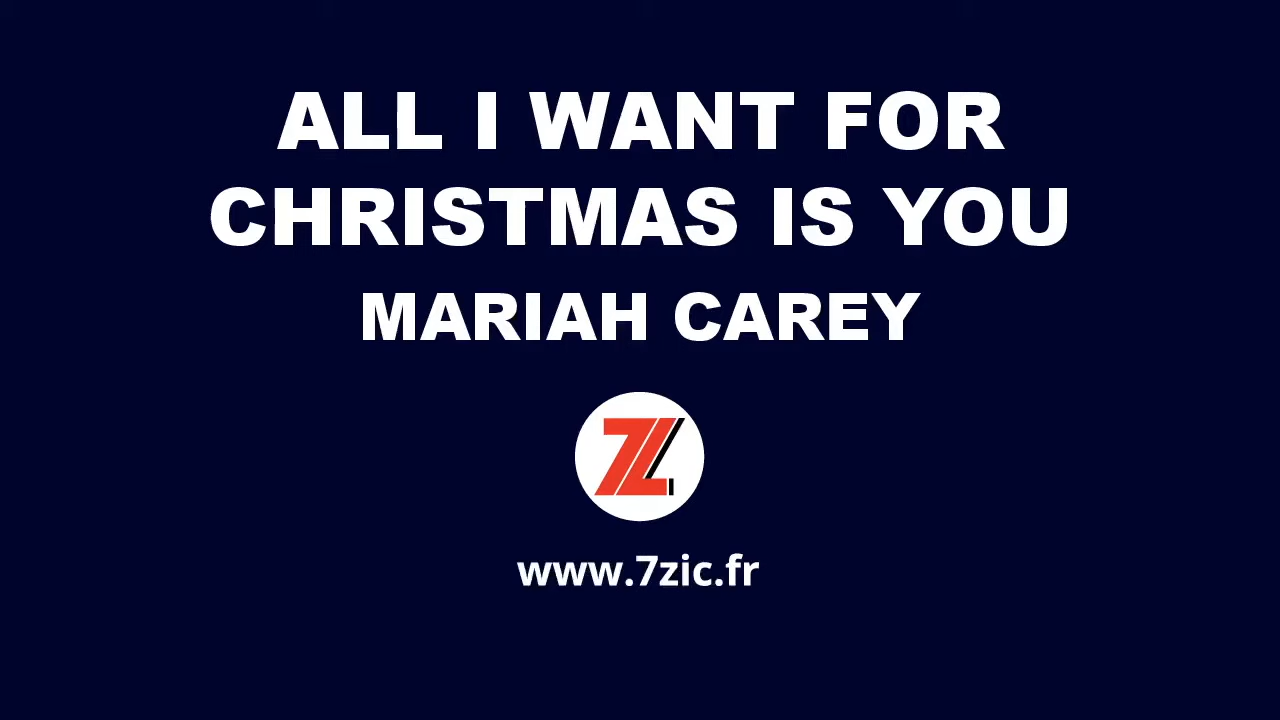 ALL I WANT FOR
CHRISTMAS IS YOU
MARIAH CAREY
7Z
www.7zic.fr